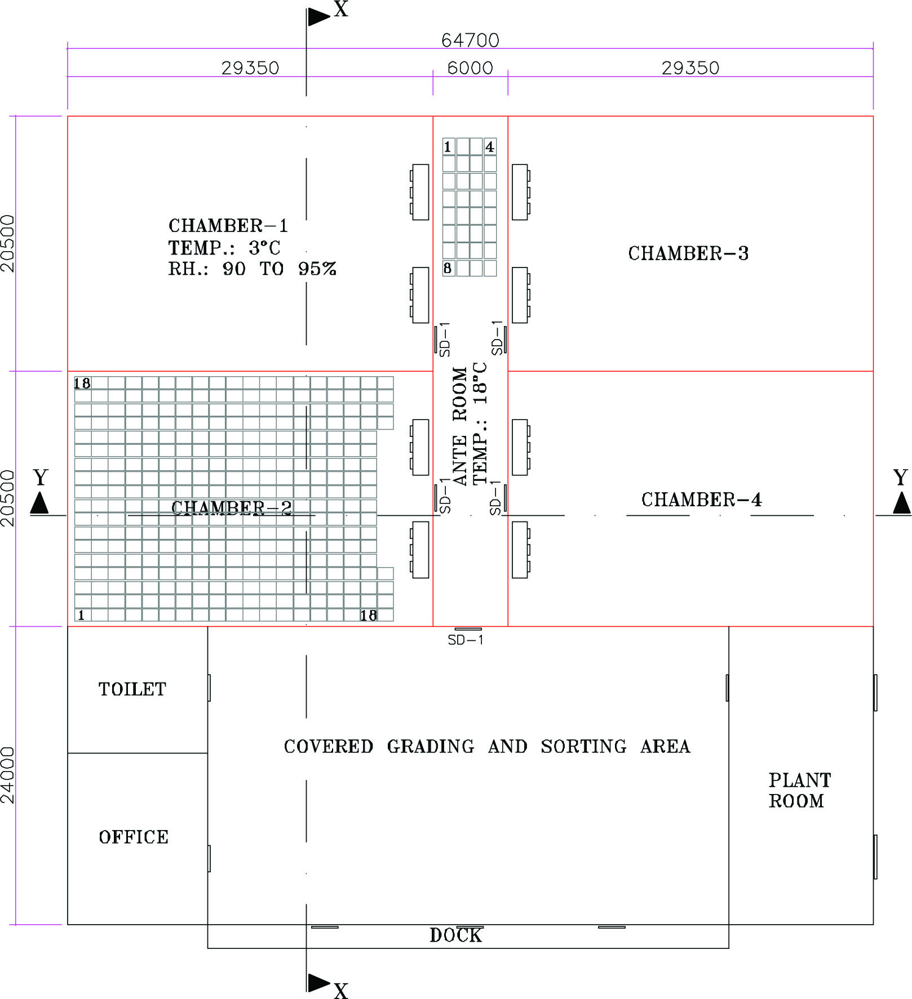 X
64700
29350
6000
29350
1
4
8
20500
CHAMBER-1
TEMP.: 3°C
RH.: 90 TO 95%
CHAMBER-3
SD-1
SD-1
ANTE ROOM
TEMP.: 18°C
18
20500
Y
Y
CHAMBER-2
SD-1
SD-1
CHAMBER-4
1
18
SD-1
TOILET
COVERED GRADING AND SORTING AREA
24000
PLANT
ROOM
OFFICE
DOCK
X